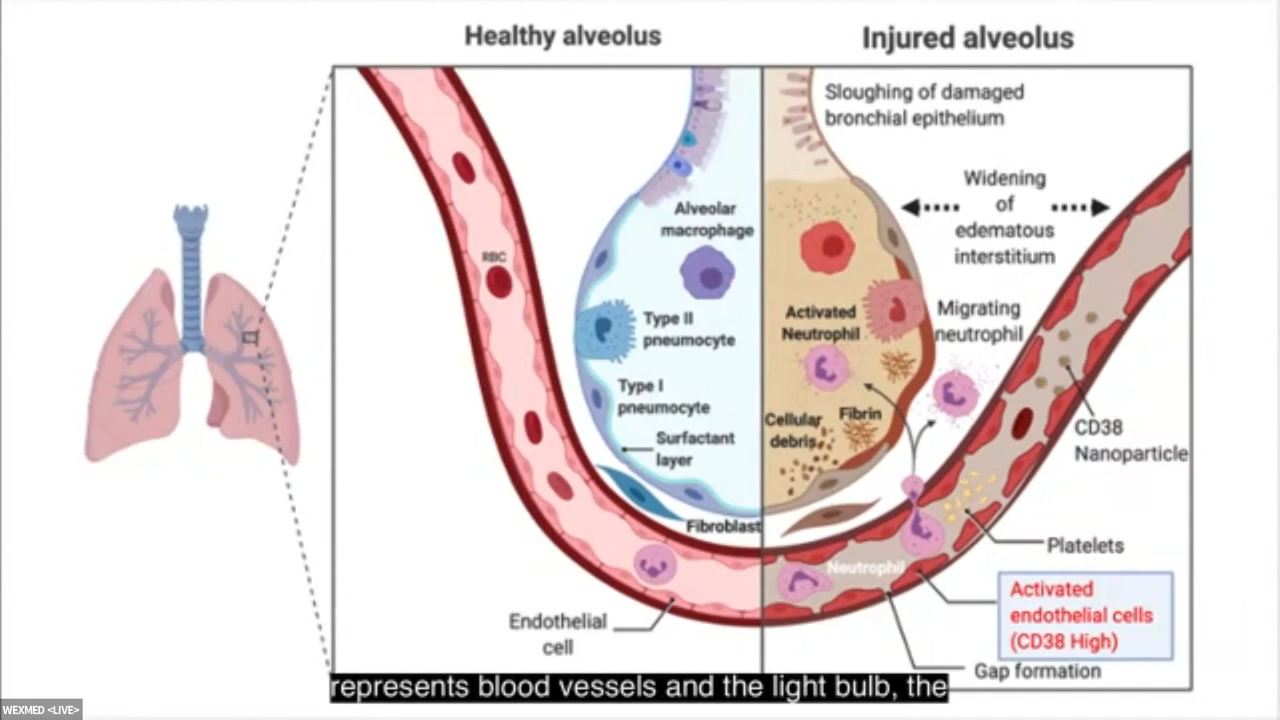 Healthy alveolus
Injured alveolus
Sloughing of damaged
bronchial epithelium
Widening
of
edematous
interstitium
Alveolar
macrophage
RBC
Type II
pneumocyte
Activated
Neutrophil
Migrating
neutrophil
Type I
pneumocyte
Cellular
debris
Fibrin
CD38
Nanoparticle
Surfactant
layer
Fibroblast
Platelets
Neutrophil
Activated
endothelial cells
(CD38 High)
Endothelial
cell
Gap formation
represents blood vessels and the light bulb, the
WEXMED <LIVE>